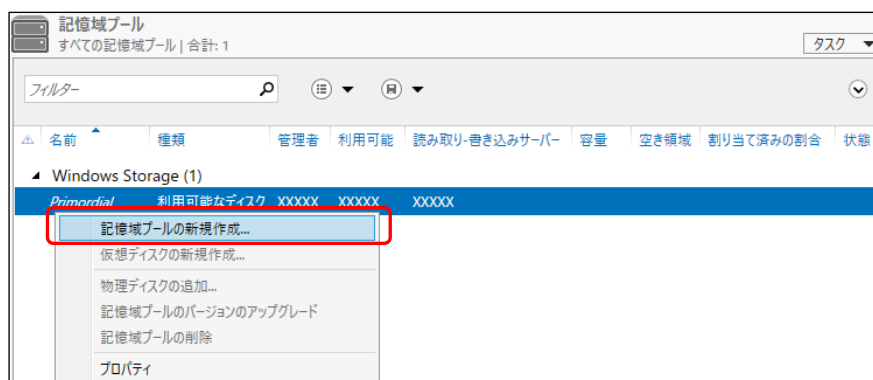 記憶域プール
すべての記憶域プール | 合計: 1
タスク
フィルター
名前 種類 管理者 利用可能 読み取り-書き込みサーバー 容量 空き領域 割り当て済みの割合 状態
Windows Storage (1)
Primordial 利用可能なディスク XXXXX XXXXX XXXXX
記憶域プールの新規作成...
仮想ディスクの新規作成...
物理ディスクの追加...
記憶域プールのバージョンのアップグレード
記憶域プールの削除
プロパティ